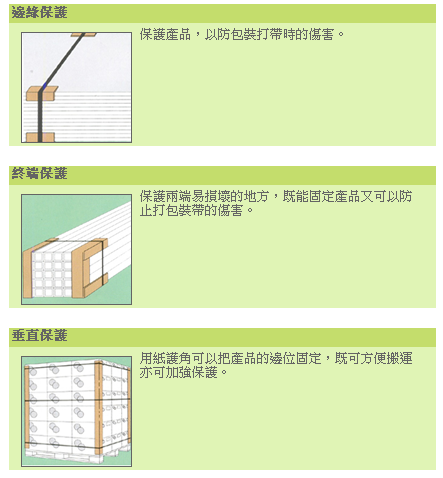 邊緣保護
保護產品，以防包裝打帶時的傷害。
終端保護
保護兩端易損壞的地方，既能固定產品又可以防
止打包裝帶的傷害。
垂直保護
用紙護角可以把產品的邊位固定，既可方便搬運
亦可加強保護。